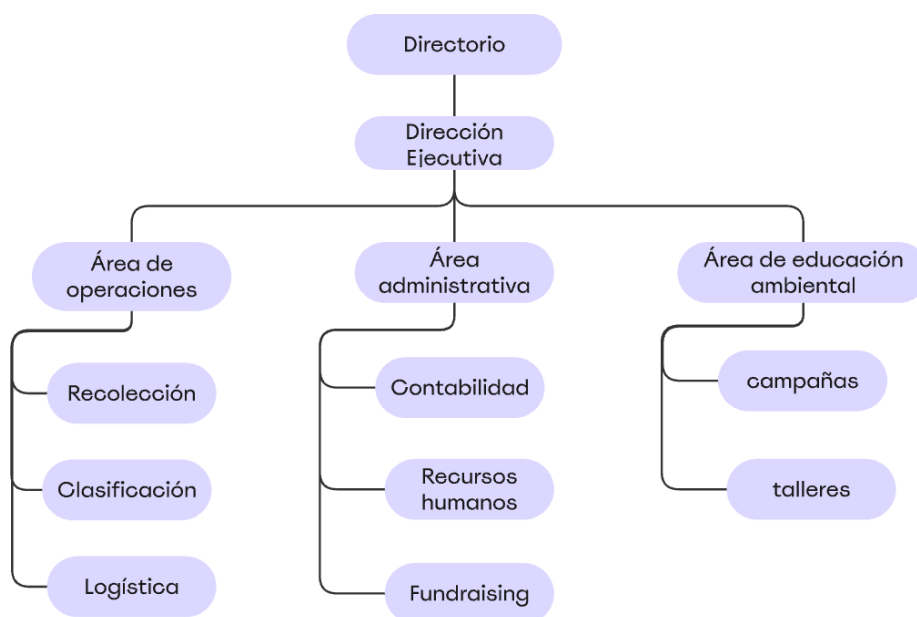 Directorio
Dirección
Ejecutiva
Área de
operaciones
Área
administrativa
Área de educación
ambiental
Recolección
Contabilidad
campañas
Clasificación
Recursos
humanos
talleres
Logística
Fundraising